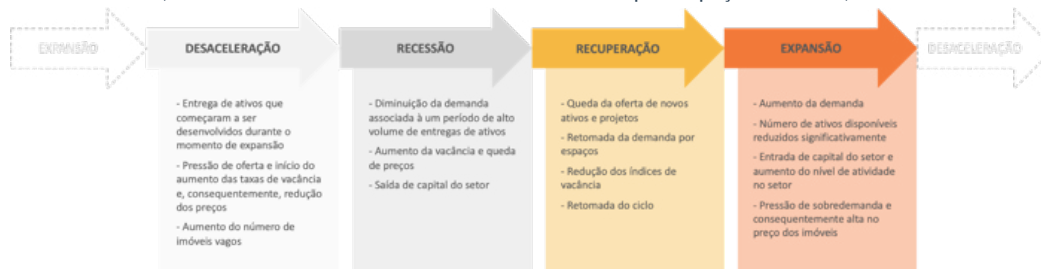 EXPANSÃO
DESACELERAÇÃO
RECESSÃO
RECUPERAÇÃO
EXPANSÃO
DESACELERAÇÃO
- Entrega de ativos que
começaram a ser
desenvolvidos durante o
momento de expansão
- Pressão de oferta e início do
aumento das taxas de vacância
e, consequentemente, redução
dos preços
- Aumento do número de
imóveis vagos
- Diminuição da demanda
associada à um período de alto
volume de entregas de ativos
- Aumento da vacância e queda
de preços
- Saída de capital do setor
- Queda da oferta de novos
ativos e projetos
- Retomada da demanda por
espaços
- Redução dos índices de
vacância
- Retomada do ciclo
- Aumento da demanda
- Número de ativos disponíveis
reduzidos significativamente
- Entrada de capital do setor e
aumento do nível de atividade
no setor
- Pressão de sobredemanda e
consequentemente alta no
preço dos imóveis